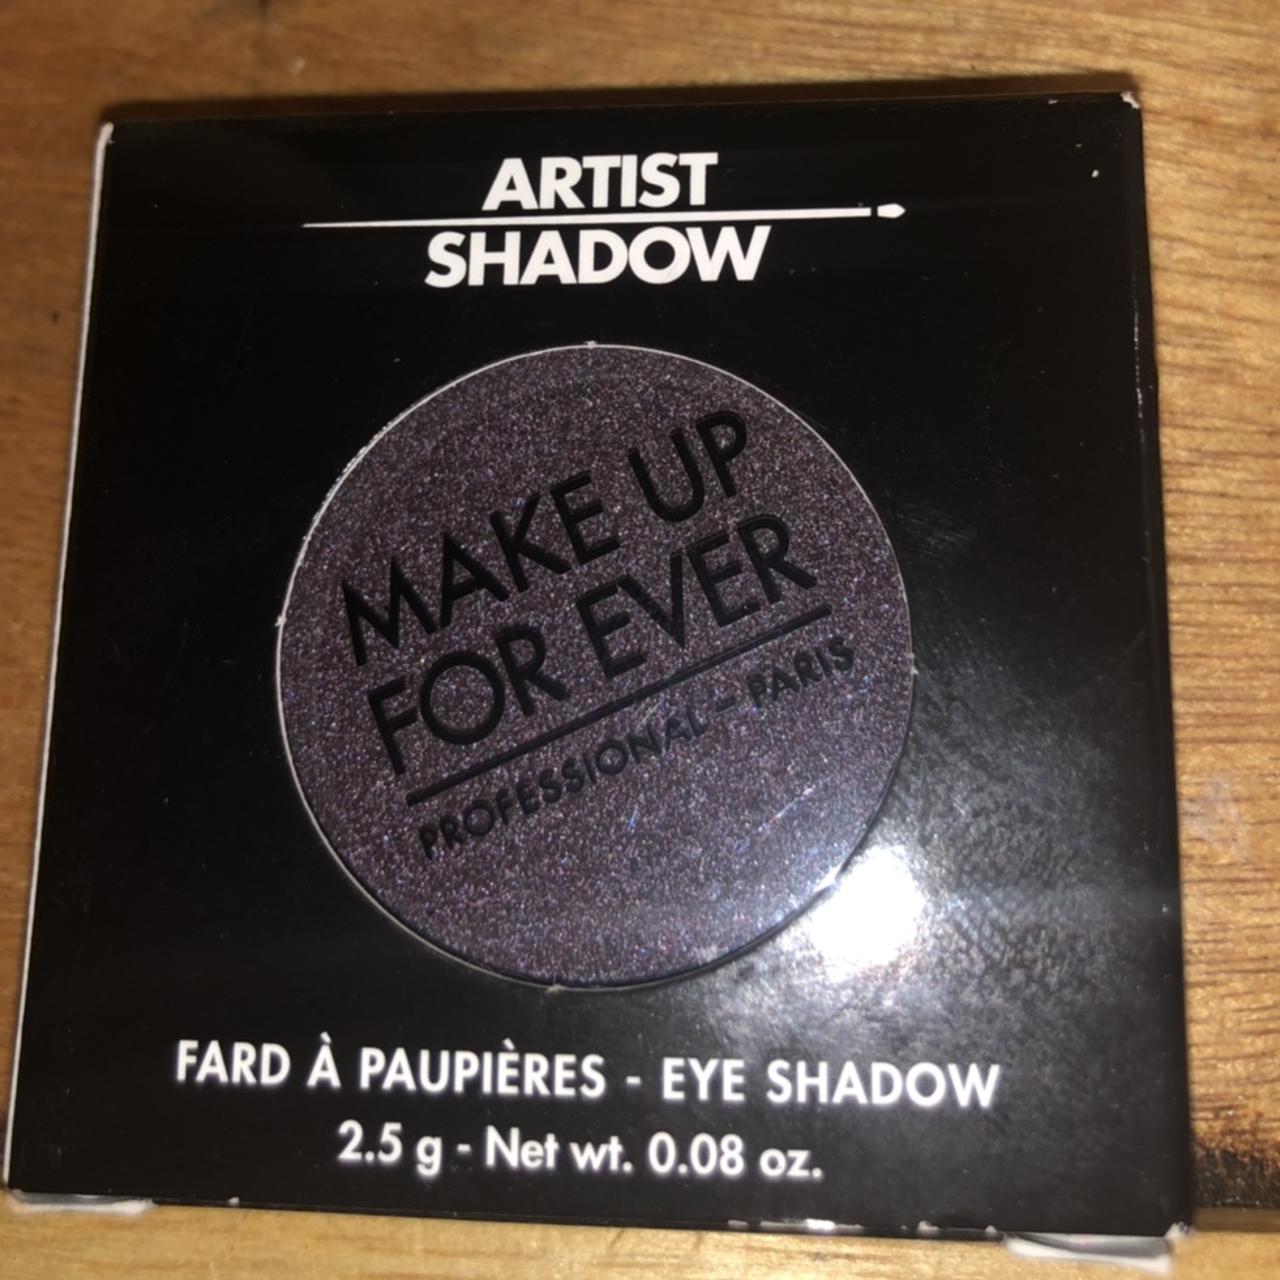 ARTIST
SHADOW
MAKE UP
FOR EVER
PROFESSIONAL - PARIS
FARD À PAUPIÈRES - EYE SHADOW
2.5 g - Net wt. 0.08 oz.